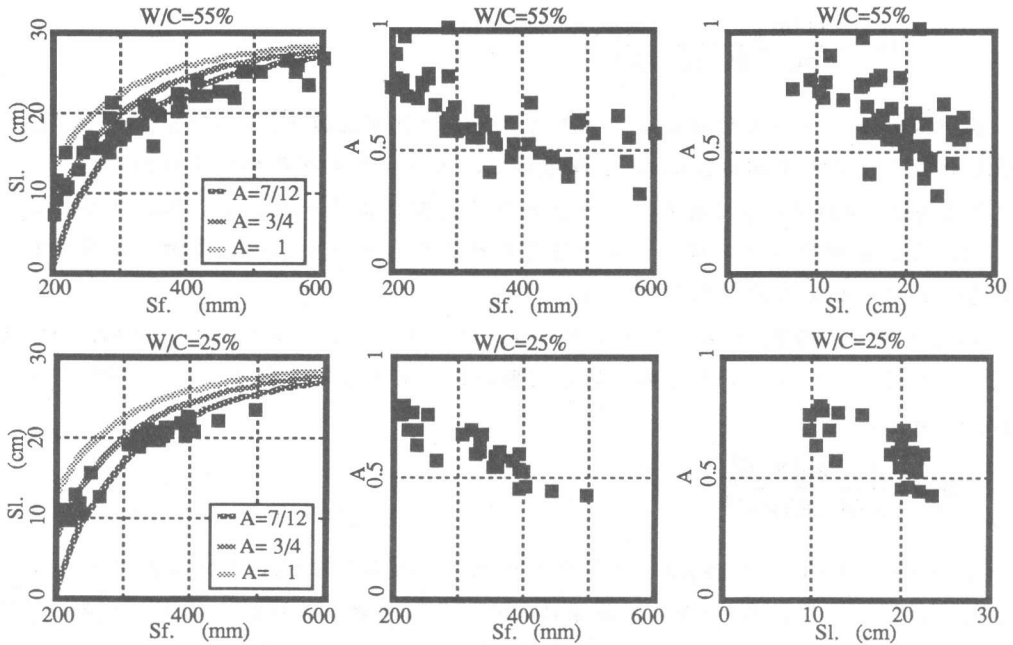 W/C=55%
30
20
10
0
Sl. (cm)
A=7/12
A= 3/4
A= 1
200
400
600
Sf. (mm)
W/C=55%
1
0.5
0
A
200
400
600
Sf. (mm)
W/C=55%
1
0.5
0
A
0
10
20
30
Sl. (cm)
W/C=25%
30
20
10
0
Sl. (cm)
A=7/12
A= 3/4
A= 1
200
400
600
Sf. (mm)
W/C=25%
1
0.5
0
A
200
400
600
Sf. (mm)
W/C=25%
1
0.5
0
A
0
10
20
30
Sl. (cm)